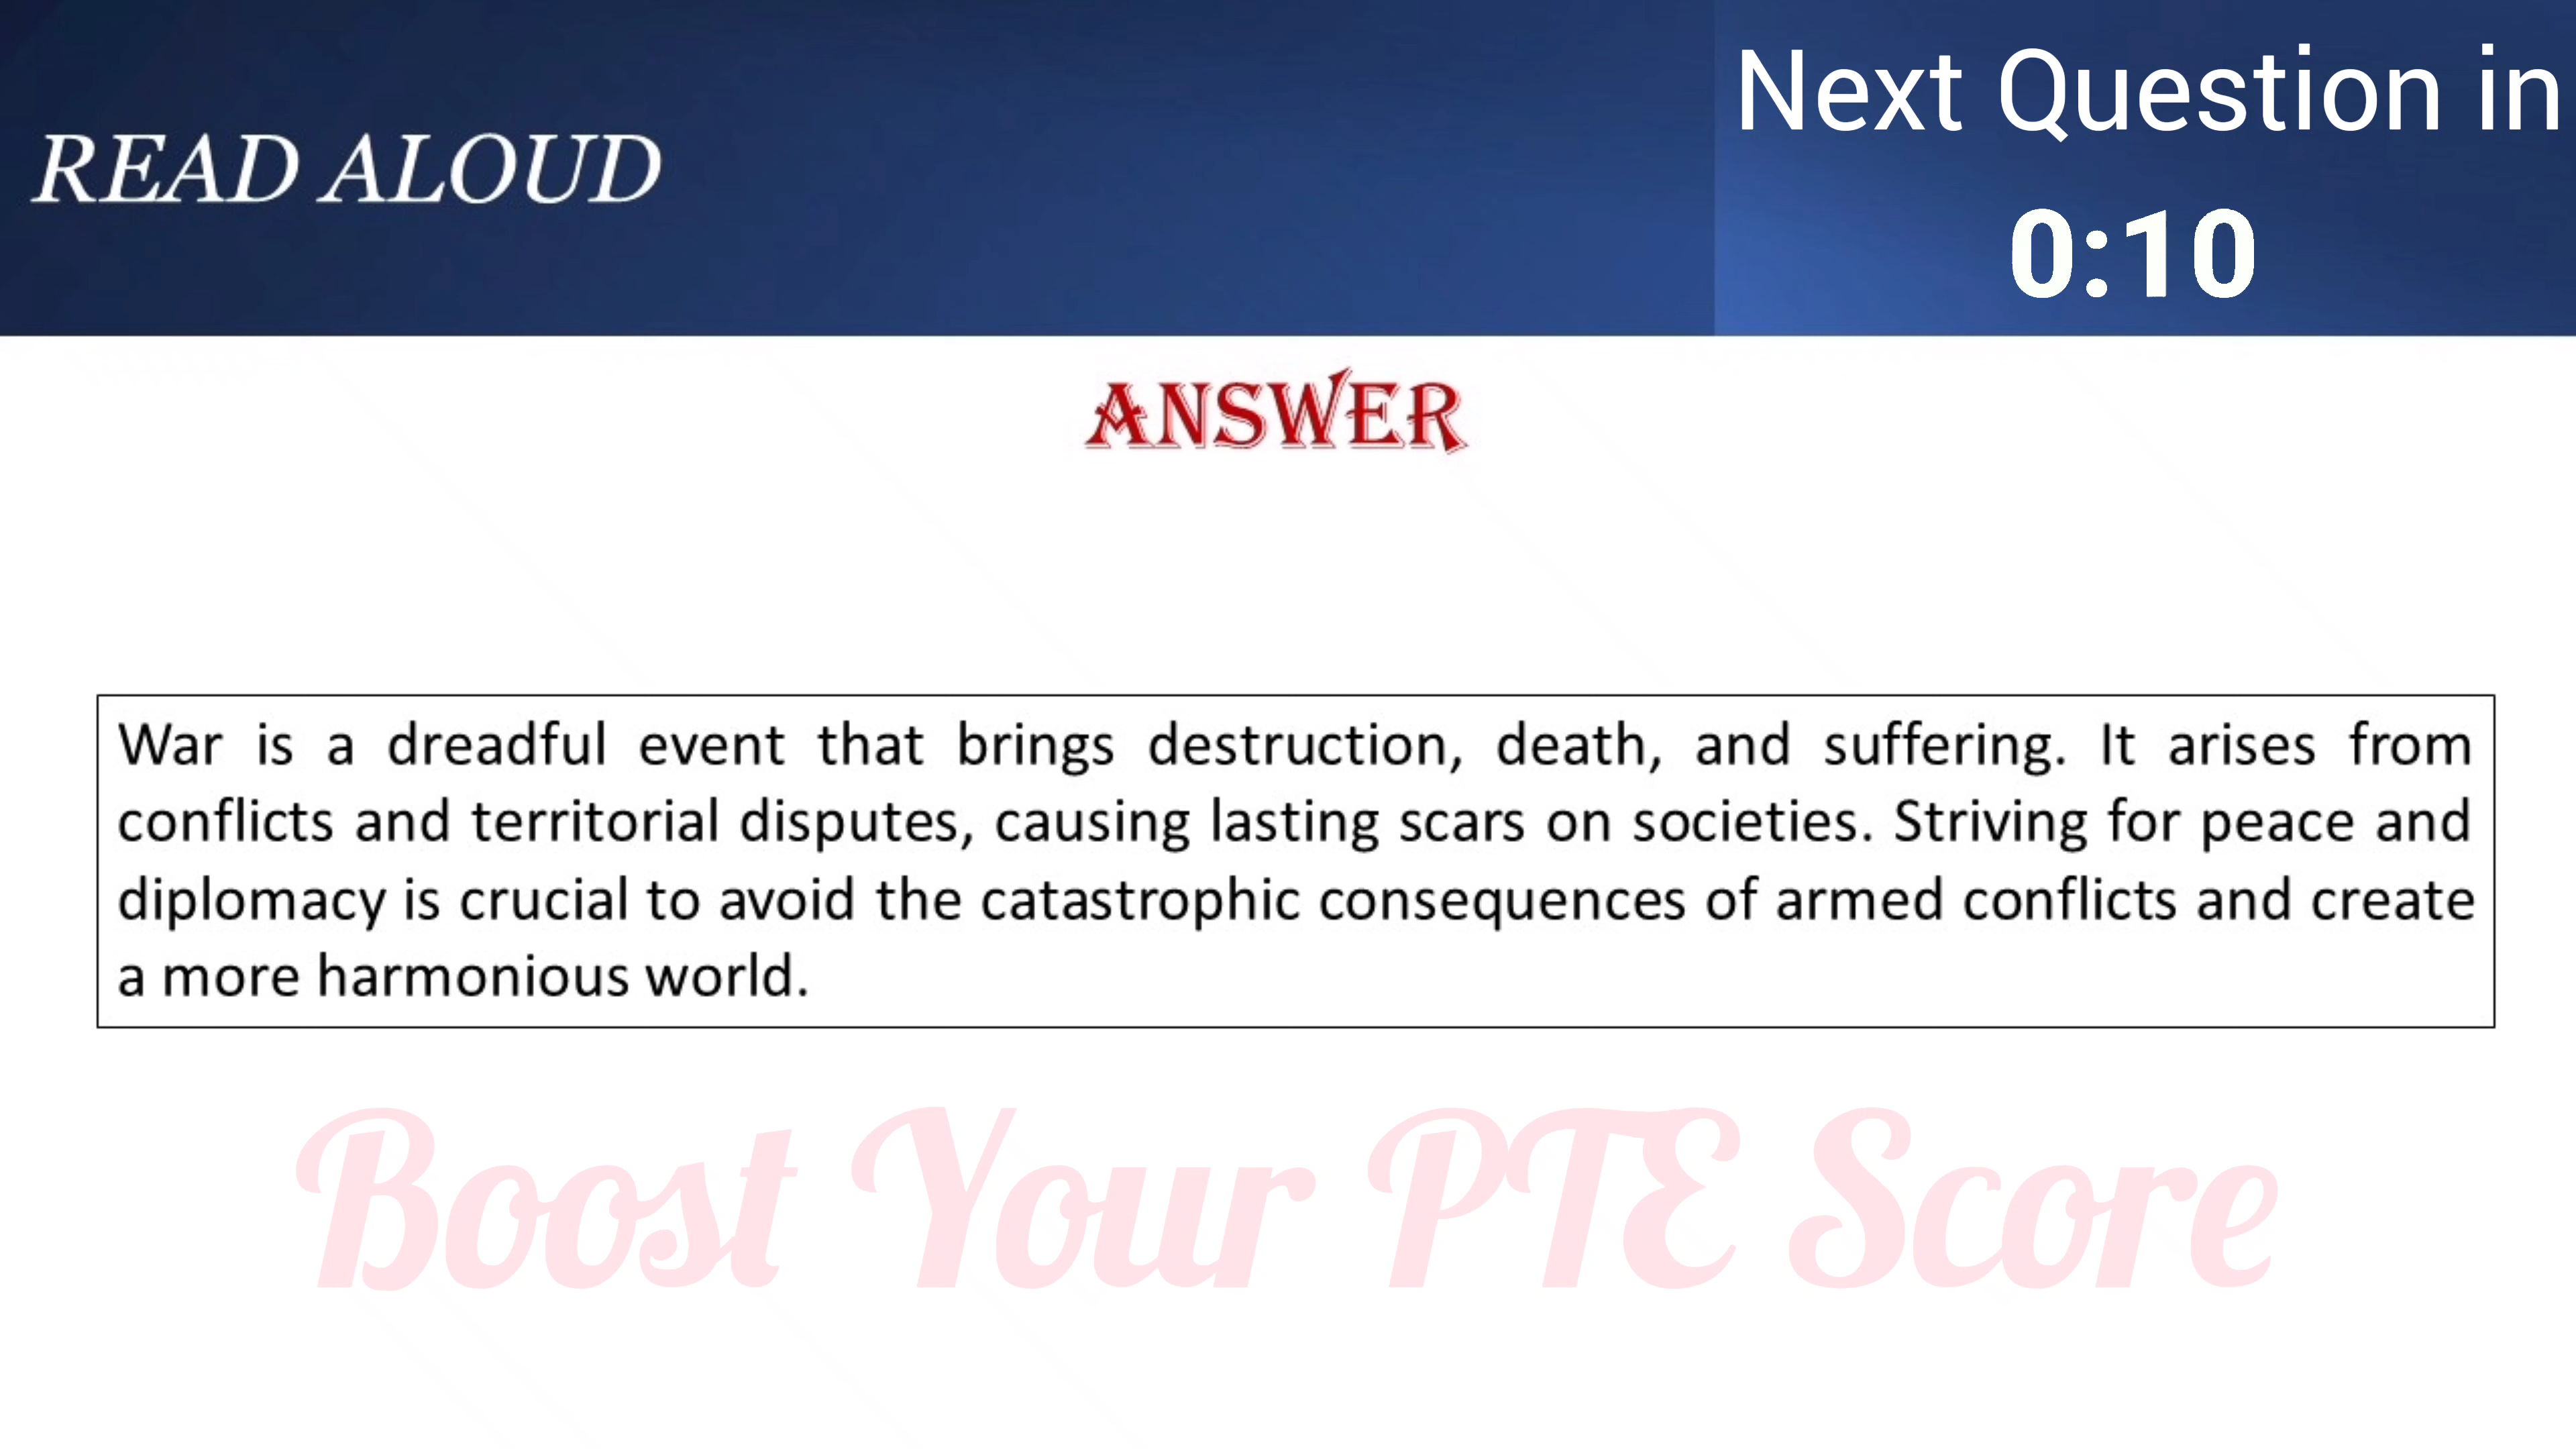 Next Question in
READ ALOUD
0:10
ANSWER
War is a dreadful event that brings destruction, death, and suffering. It arises from
conflicts and territorial disputes, causing lasting scars on societies. Striving for peace and
diplomacy is crucial to avoid the catastrophic consequences of armed conflicts and create
a more harmonious world.
Boost Your PTE Score